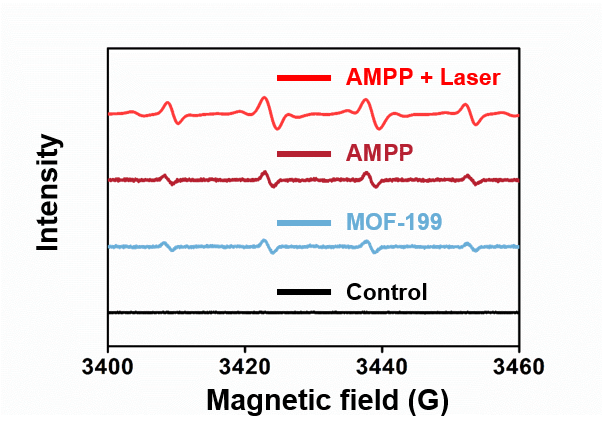 AMPP + Laser
AMPP
MOF-199
Control
Intensity
3400 3420 3440 3460
Magnetic field (G)